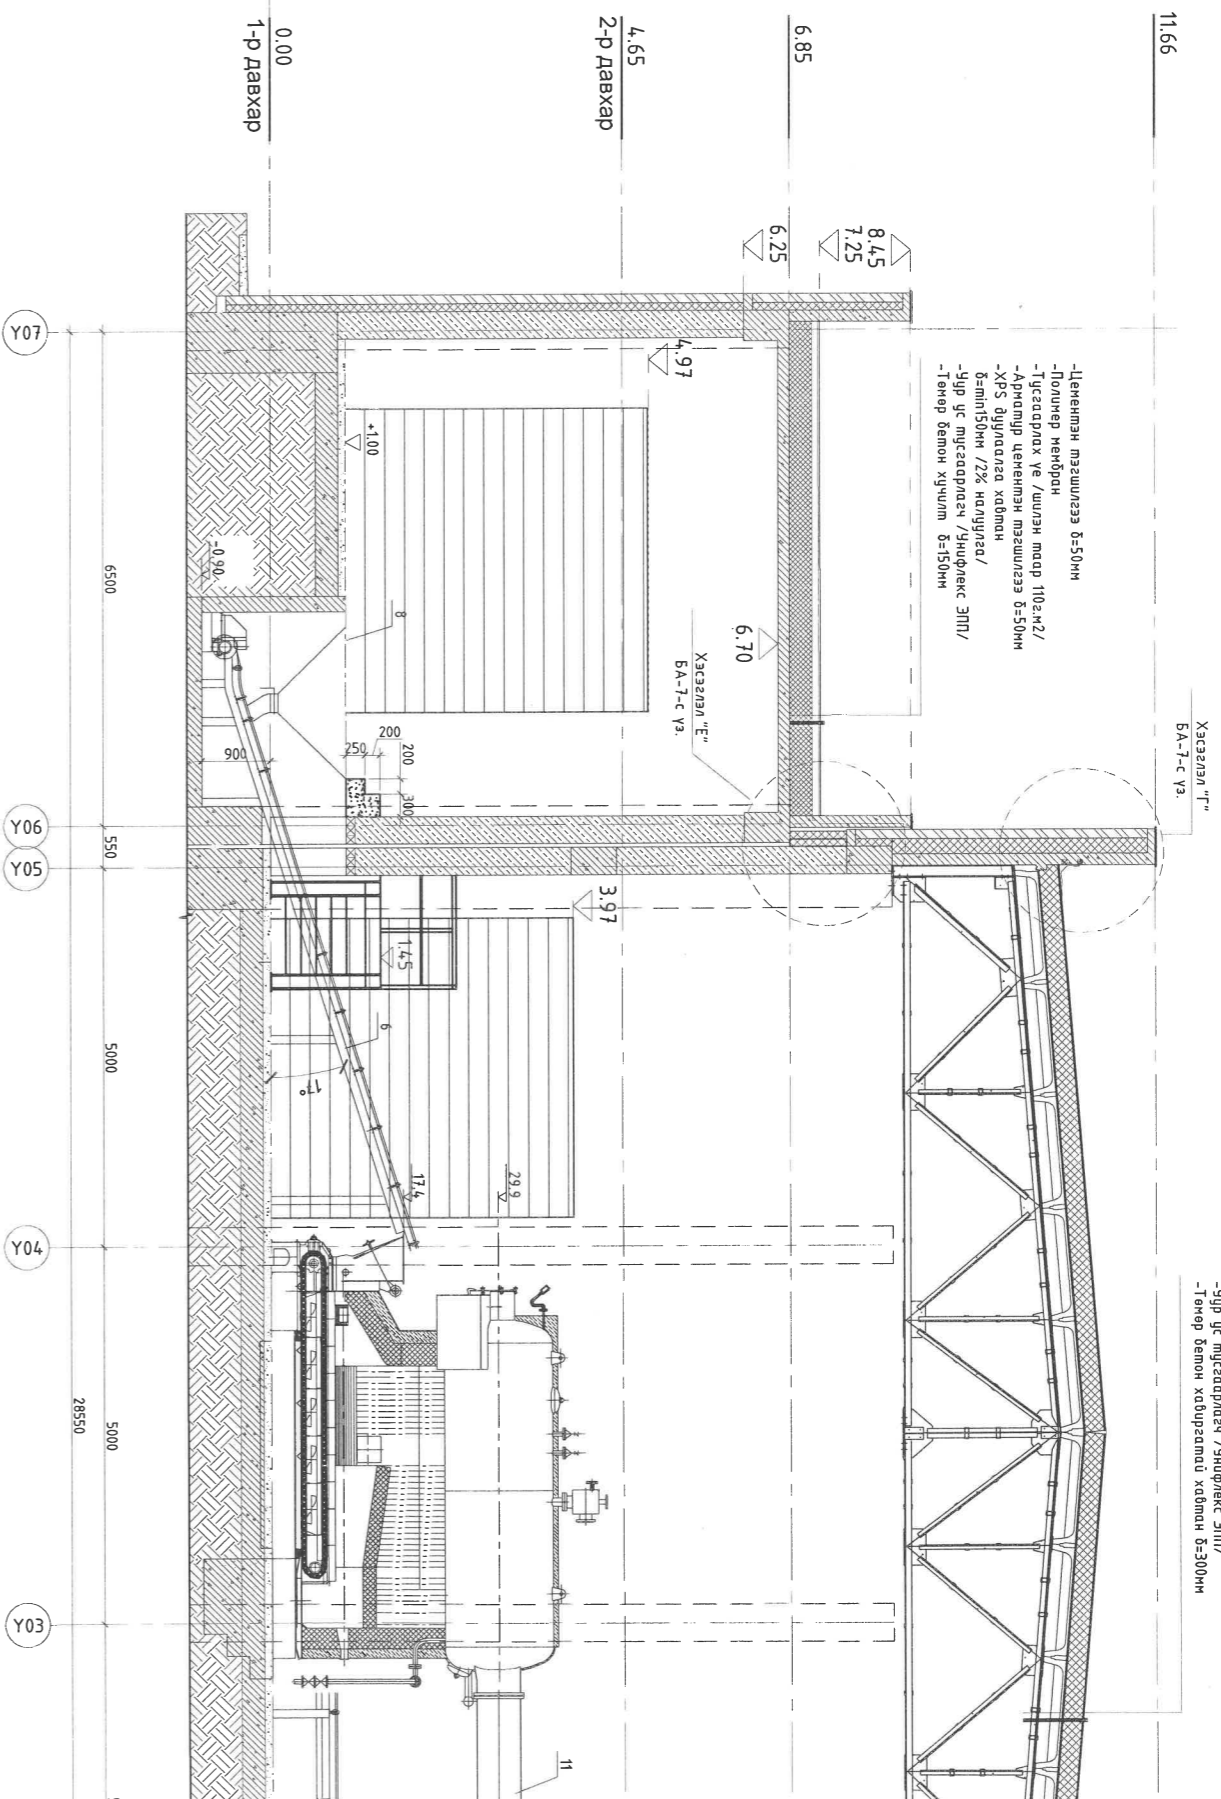 11.66
6.85
4.65
2-р давхар
0.00
1-р давхар
8.45
7.25
6.25
-Цементэн тэгшилгээ δ=50мм
-Полимер мембран
-Тусгаарлах үе /шилэн таар 110г.м2/
-Арматур цементэн тэгшилгээ δ=50мм
-XPS дуулаалга хавтан
δ=min150мм /2% налуулга/
-Уур ус тусгаарлагч /Унифлекс ЭПП/
-Төмөр бетон хучилт δ=150мм
Хэсэглэл "Г"
БА-7-с үз.
Хэсэглэл "Е"
БА-7-с үз.
-Уур ус тусгаарлагч /Унифлекс ЭПП/
-Төмөр бетон хавиргатай хавтан δ=300мм
4.97
+1.00
-0.90
6.70
8
200
200
250
300
900
3.97
1.45
6
17°
17.4
29.9
11
6500
550
5000
5000
28550
Y07
Y06
Y05
Y04
Y03